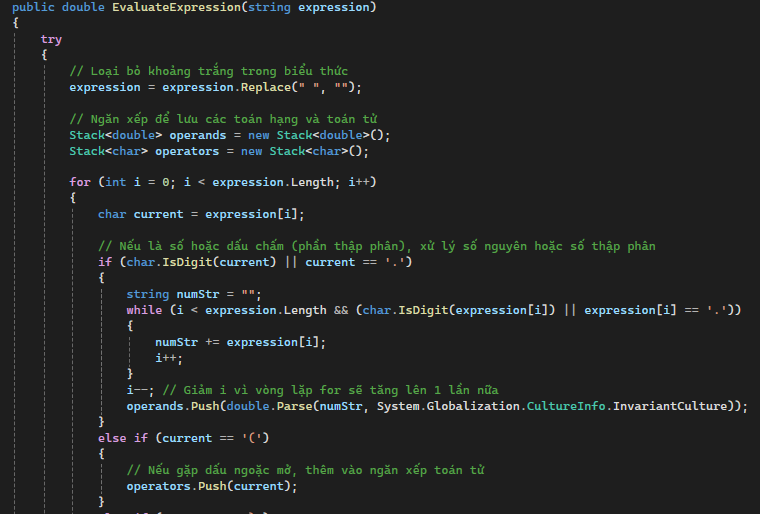 public double EvaluateExpression(string expression)
{
try
{
// Loại bỏ khoảng trắng trong biểu thức
expression = expression.Replace(" ", "");
// Ngăn xếp để lưu các toán hạng và toán tử
Stack<double> operands = new Stack<double>();
Stack<char> operators = new Stack<char>();
for (int i = 0; i < expression.Length; i++)
{
char current = expression[i];
// Nếu là số hoặc dấu chấm (phần thập phân), xử lý số nguyên hoặc số thập phân
if (char.IsDigit(current) || current == '.')
{
string numStr = "";
while (i < expression.Length && (char.IsDigit(expression[i]) || expression[i] == '.'))
{
numStr += expression[i];
i++;
}
i--; // Giảm i vì vòng lặp for sẽ tăng lên 1 lần nữa
operands.Push(double.Parse(numStr, System.Globalization.CultureInfo.InvariantCulture));
}
else if (current == '(')
{
// Nếu gặp dấu ngoặc mở, thêm vào ngăn xếp toán tử
operators.Push(current);
}